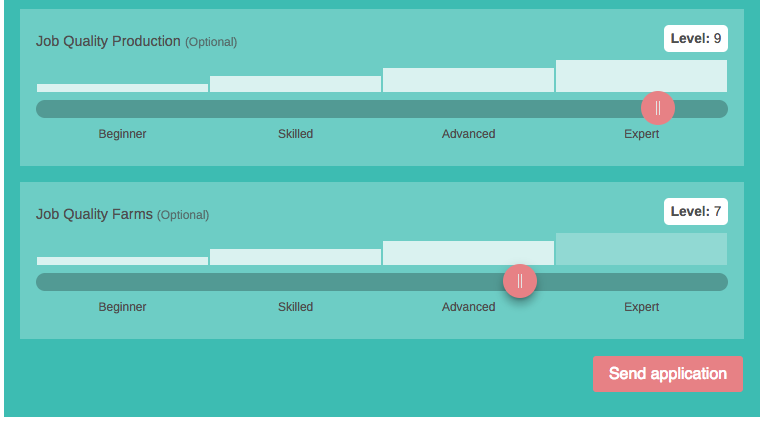 Job Quality Production (Optional)
Level: 9
Beginner Skilled Advanced Expert
Job Quality Farms (Optional)
Level: 7
Beginner Skilled Advanced Expert
Send application